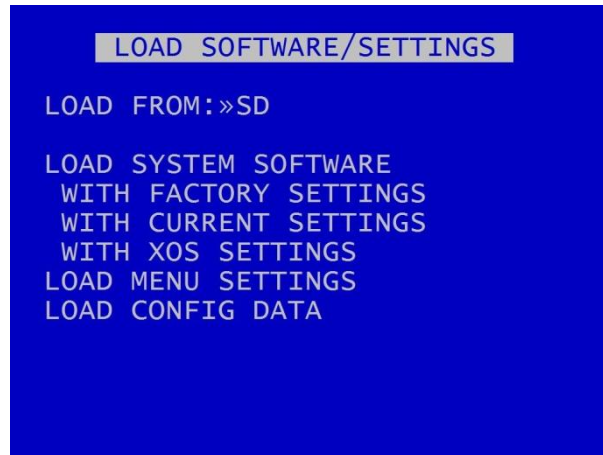 LOAD SOFTWARE/SETTINGS
LOAD FROM:»SD
LOAD SYSTEM SOFTWARE
WITH FACTORY SETTINGS
WITH CURRENT SETTINGS
WITH XOS SETTINGS
LOAD MENU SETTINGS
LOAD CONFIG DATA